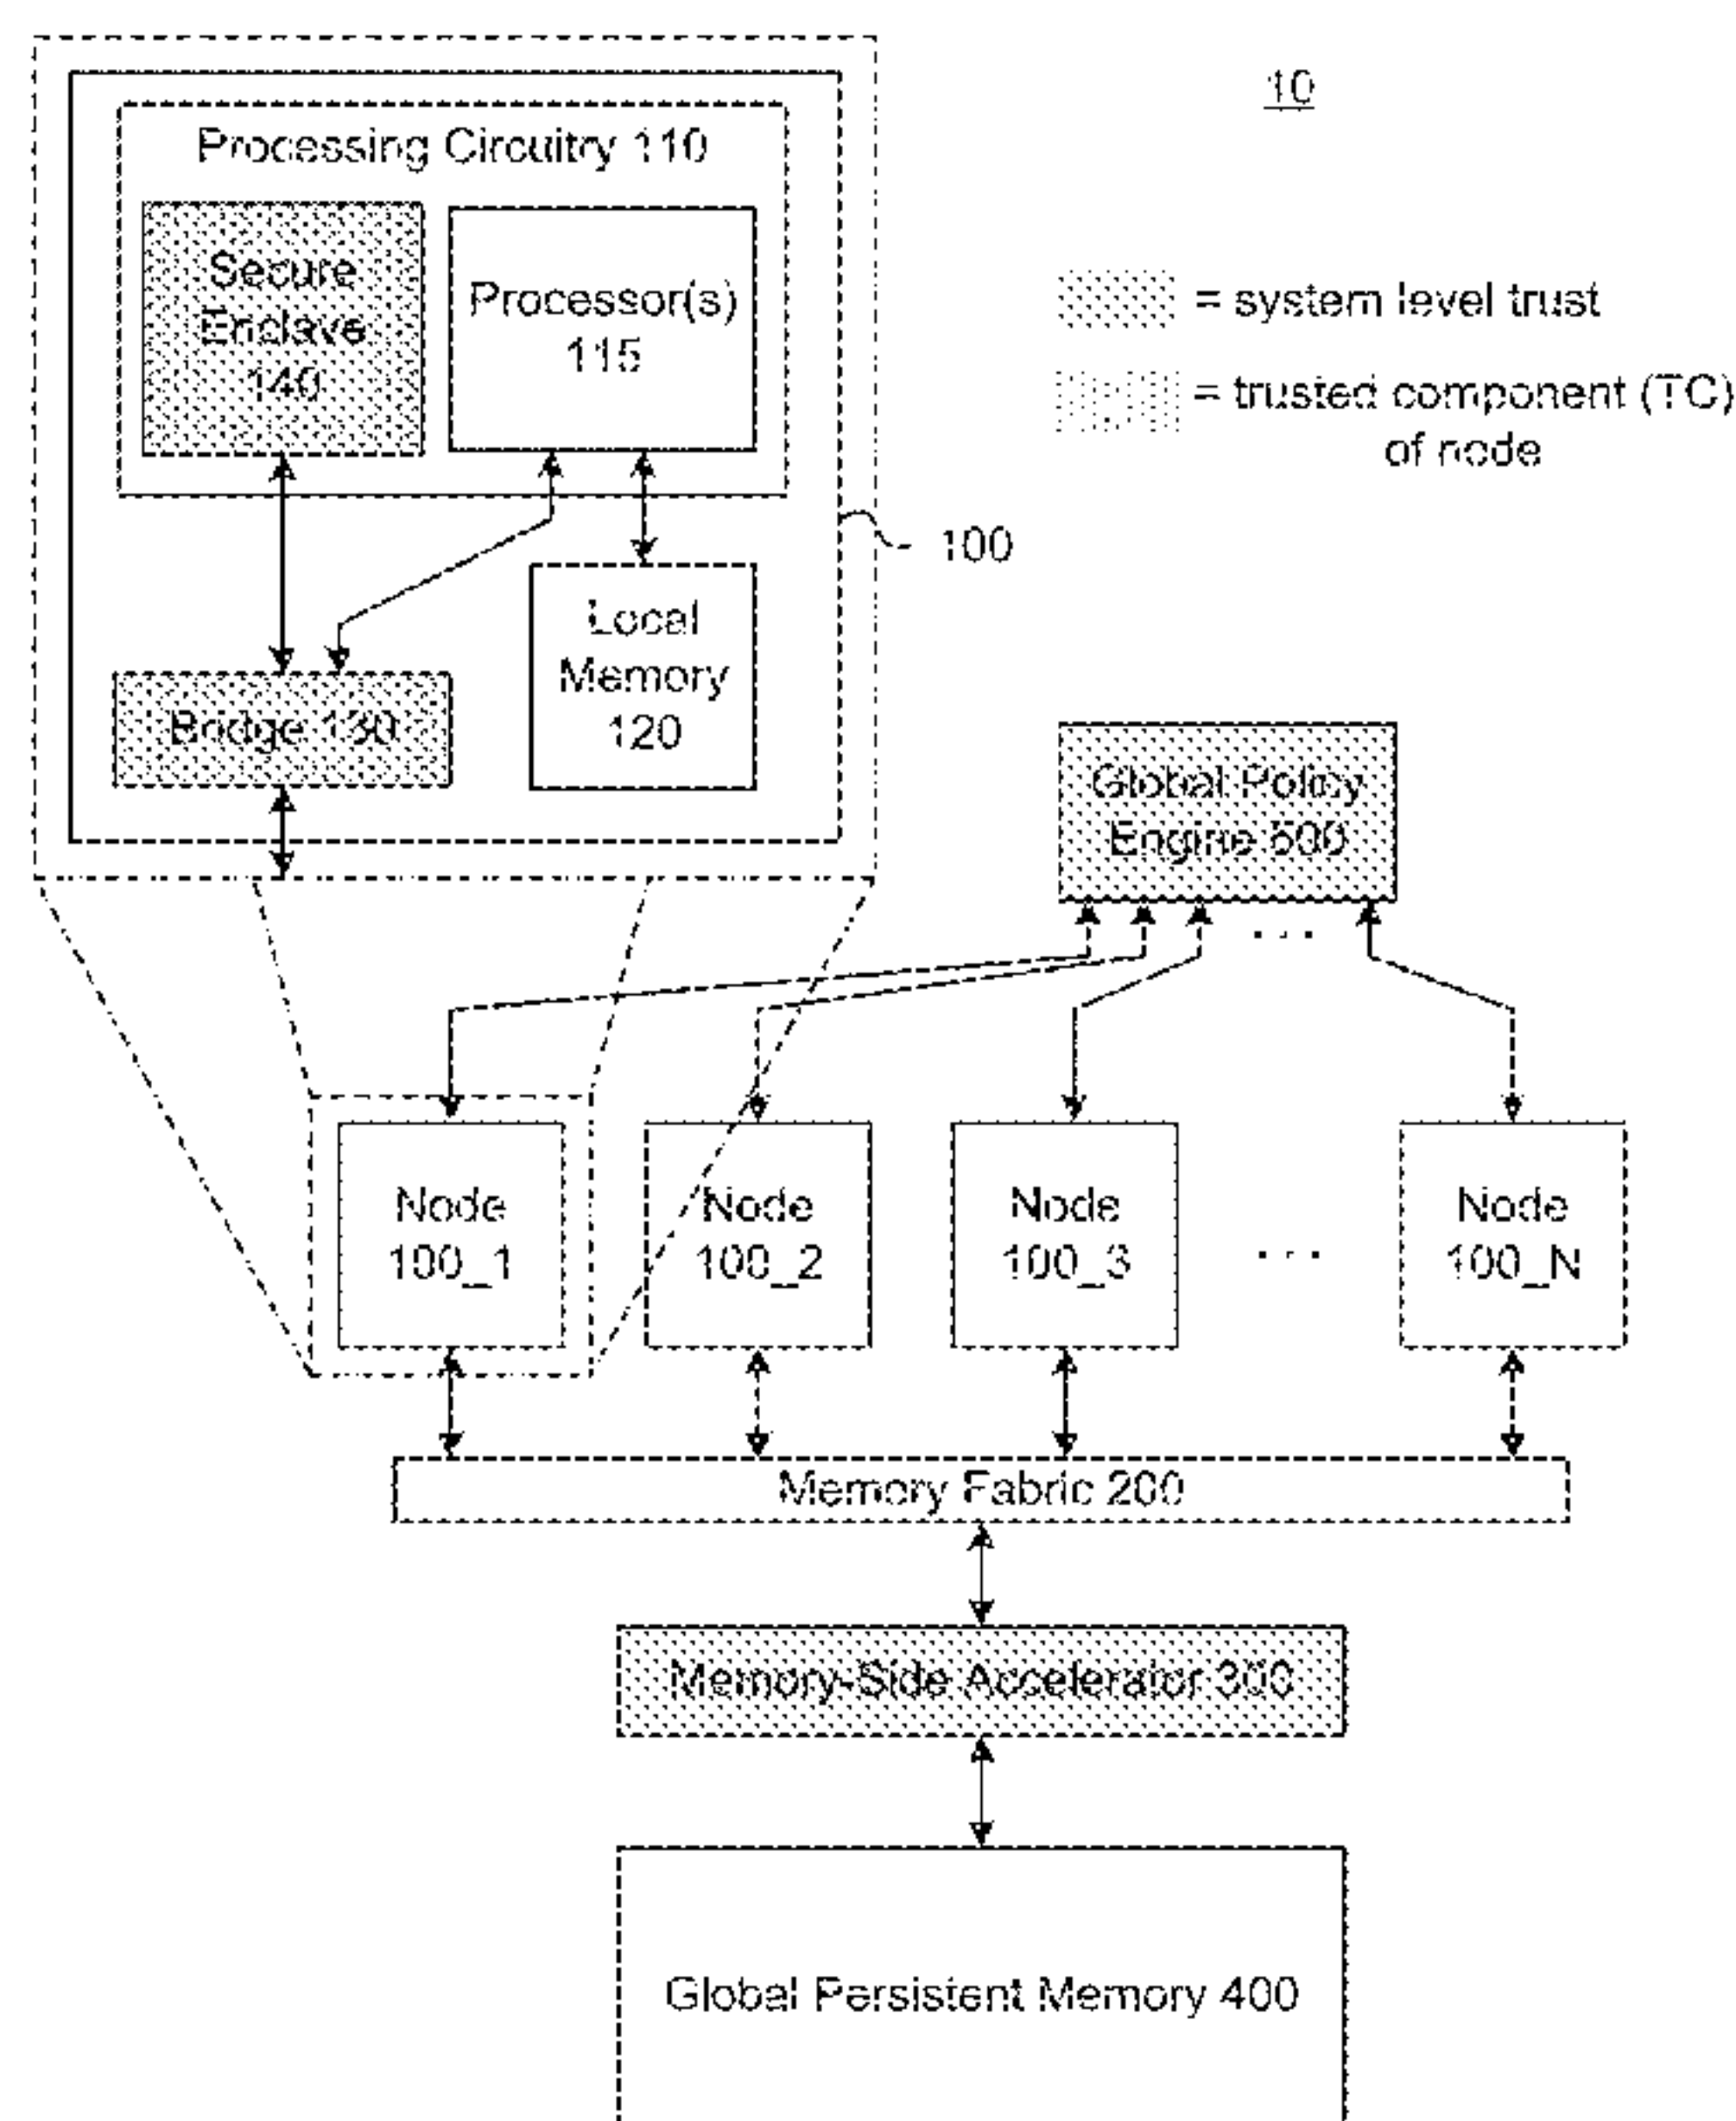 10
Processing Circuitry 110
Secure
Enclave
140
Processor(s)
115
= system level trust
= trusted component (TC)
of node
100
Local
Memory
120
Bridge 130
Global Policy
Engine 500
...
Node
100_1
Node
100_2
Node
100_3
...
Node
100_N
Memory Fabric 200
Memory-Side Accelerator 300
Global Persistent Memory 400